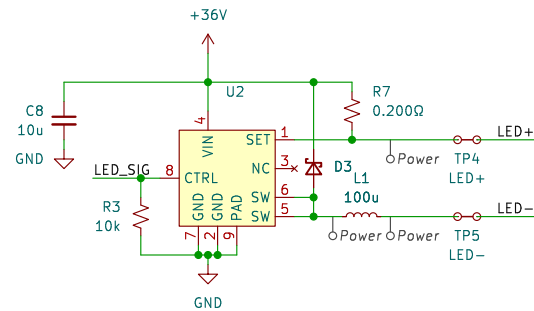 +36V
C8
10u
GND
U2
R7
0.200Ω
4
VIN
SET
1
Power
TP4
LED+
LED+
NC
3
D3
LED_SIG
8
CTRL
SW
6
L1
100u
R3
10k
GND
GND
PAD
SW
5
7
2
9
Power
Power
TP5
LED-
LED-
GND